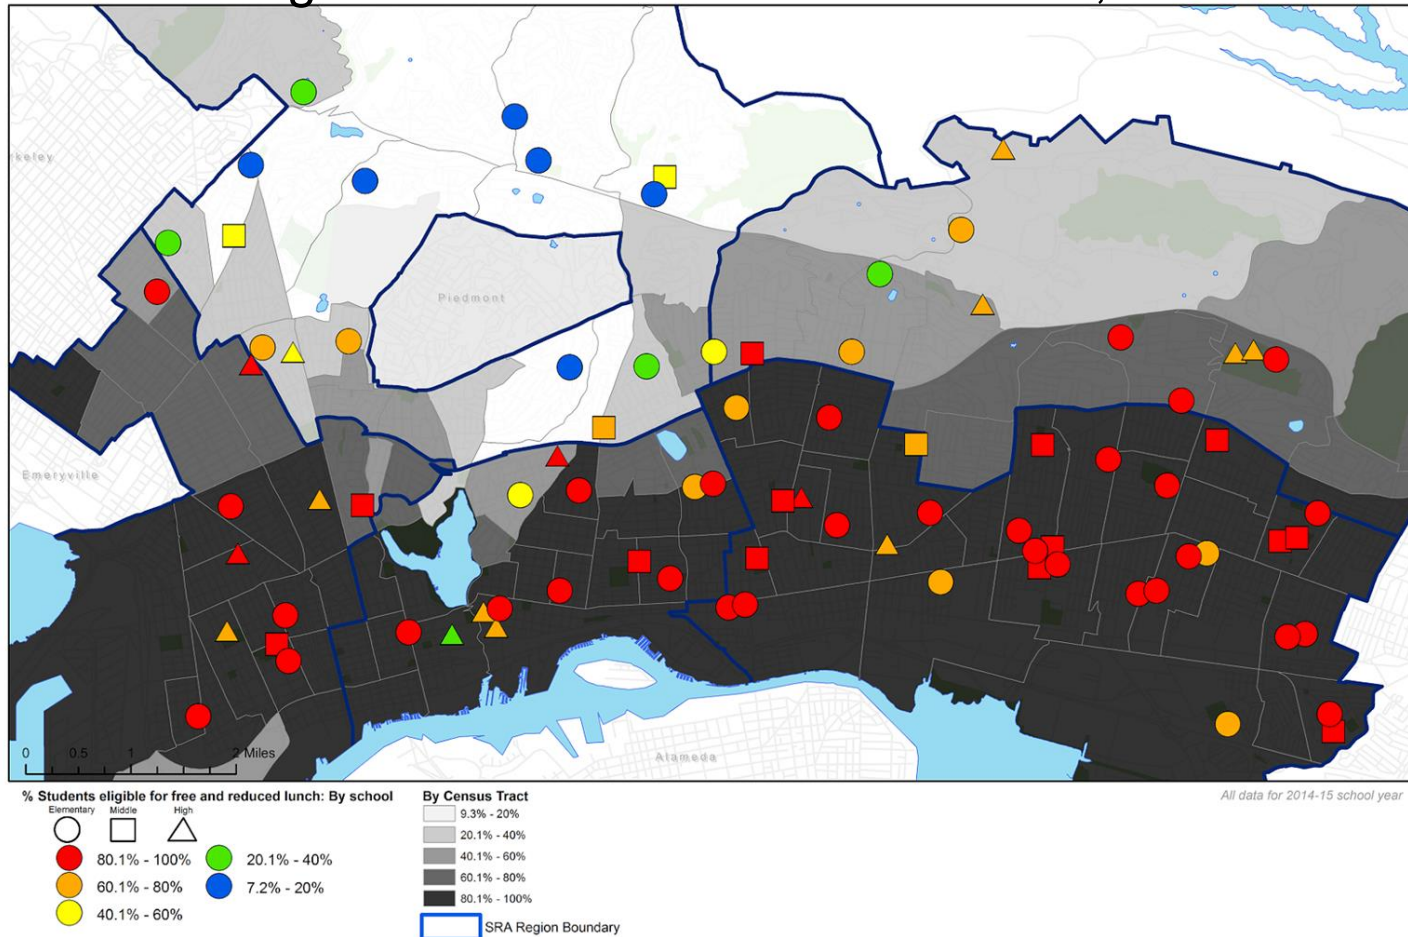 rkeley
Piedmont
Emeryville
Alameda
0 0.5 1 2 Miles
% Students eligible for free and reduced lunch: By school
Elementary Middle High
80.1% - 100%
60.1% - 80%
40.1% - 60%
20.1% - 40%
7.2% - 20%
By Census Tract
9.3% - 20%
20.1% - 40%
40.1% - 60%
60.1% - 80%
80.1% - 100%
SRA Region Boundary
All data for 2014-15 school year